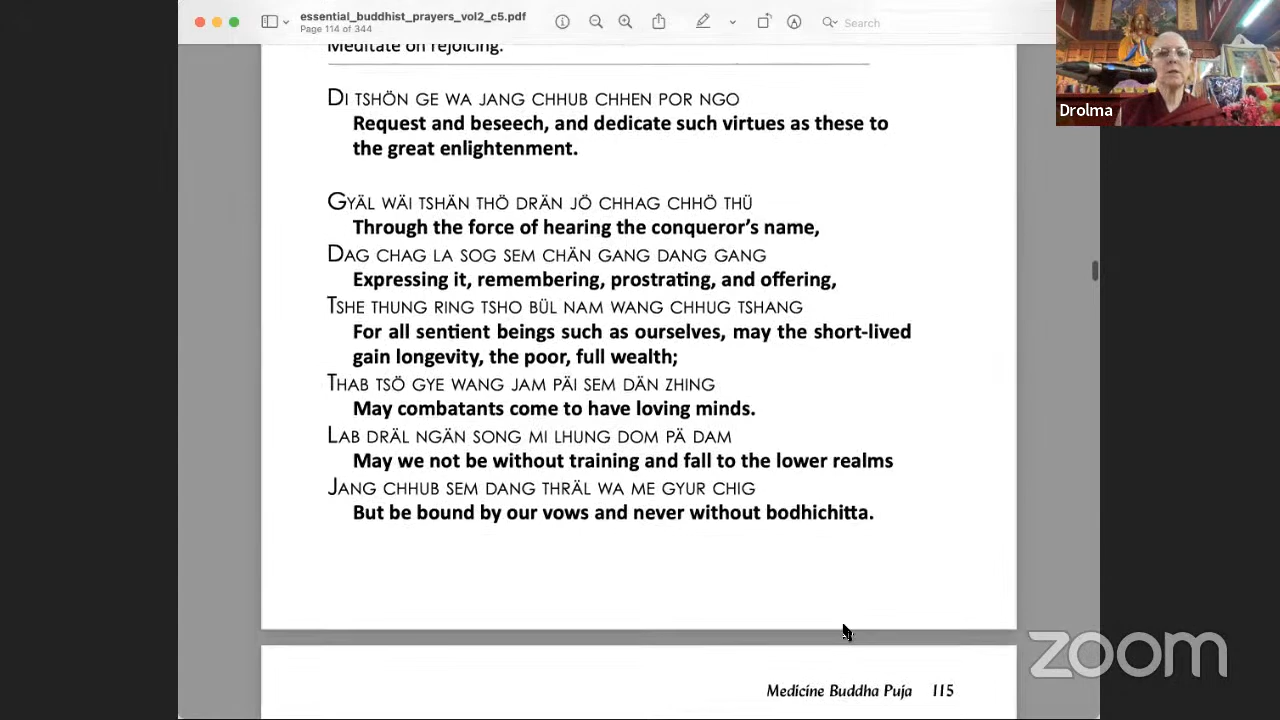 essential_buddhist_prayers_vol2_c5.pdf
Page 114 of 344
Search
Drolma
Meditate on rejoicing.
DI TSHÖN GE WA JANG CHHUB CHHEN POR NGO
Request and beseech, and dedicate such virtues as these to
the great enlightenment.
GYÄL WÄI TSHÄN THÖ DRÄN JÖ CHHAG CHHÖ THÜ
Through the force of hearing the conqueror’s name,
DAG CHAG LA SOG SEM CHÄN GANG DANG GANG
Expressing it, remembering, prostrating, and offering,
TSHE THUNG RING TSHO BÜL NAM WANG CHHUG TSHANG
For all sentient beings such as ourselves, may the short-lived
gain longevity, the poor, full wealth;
THAB TSÖ GYE WANG JAM PÄI SEM DÄN ZHING
May combatants come to have loving minds.
LAB DRÄL NGÄN SONG MI LHUNG DOM PÄ DAM
May we not be without training and fall to the lower realms
JANG CHHUB SEM DANG THRÄL WA ME GYUR CHIG
But be bound by our vows and never without bodhichitta.
zoom
Medicine Buddha Puja 115